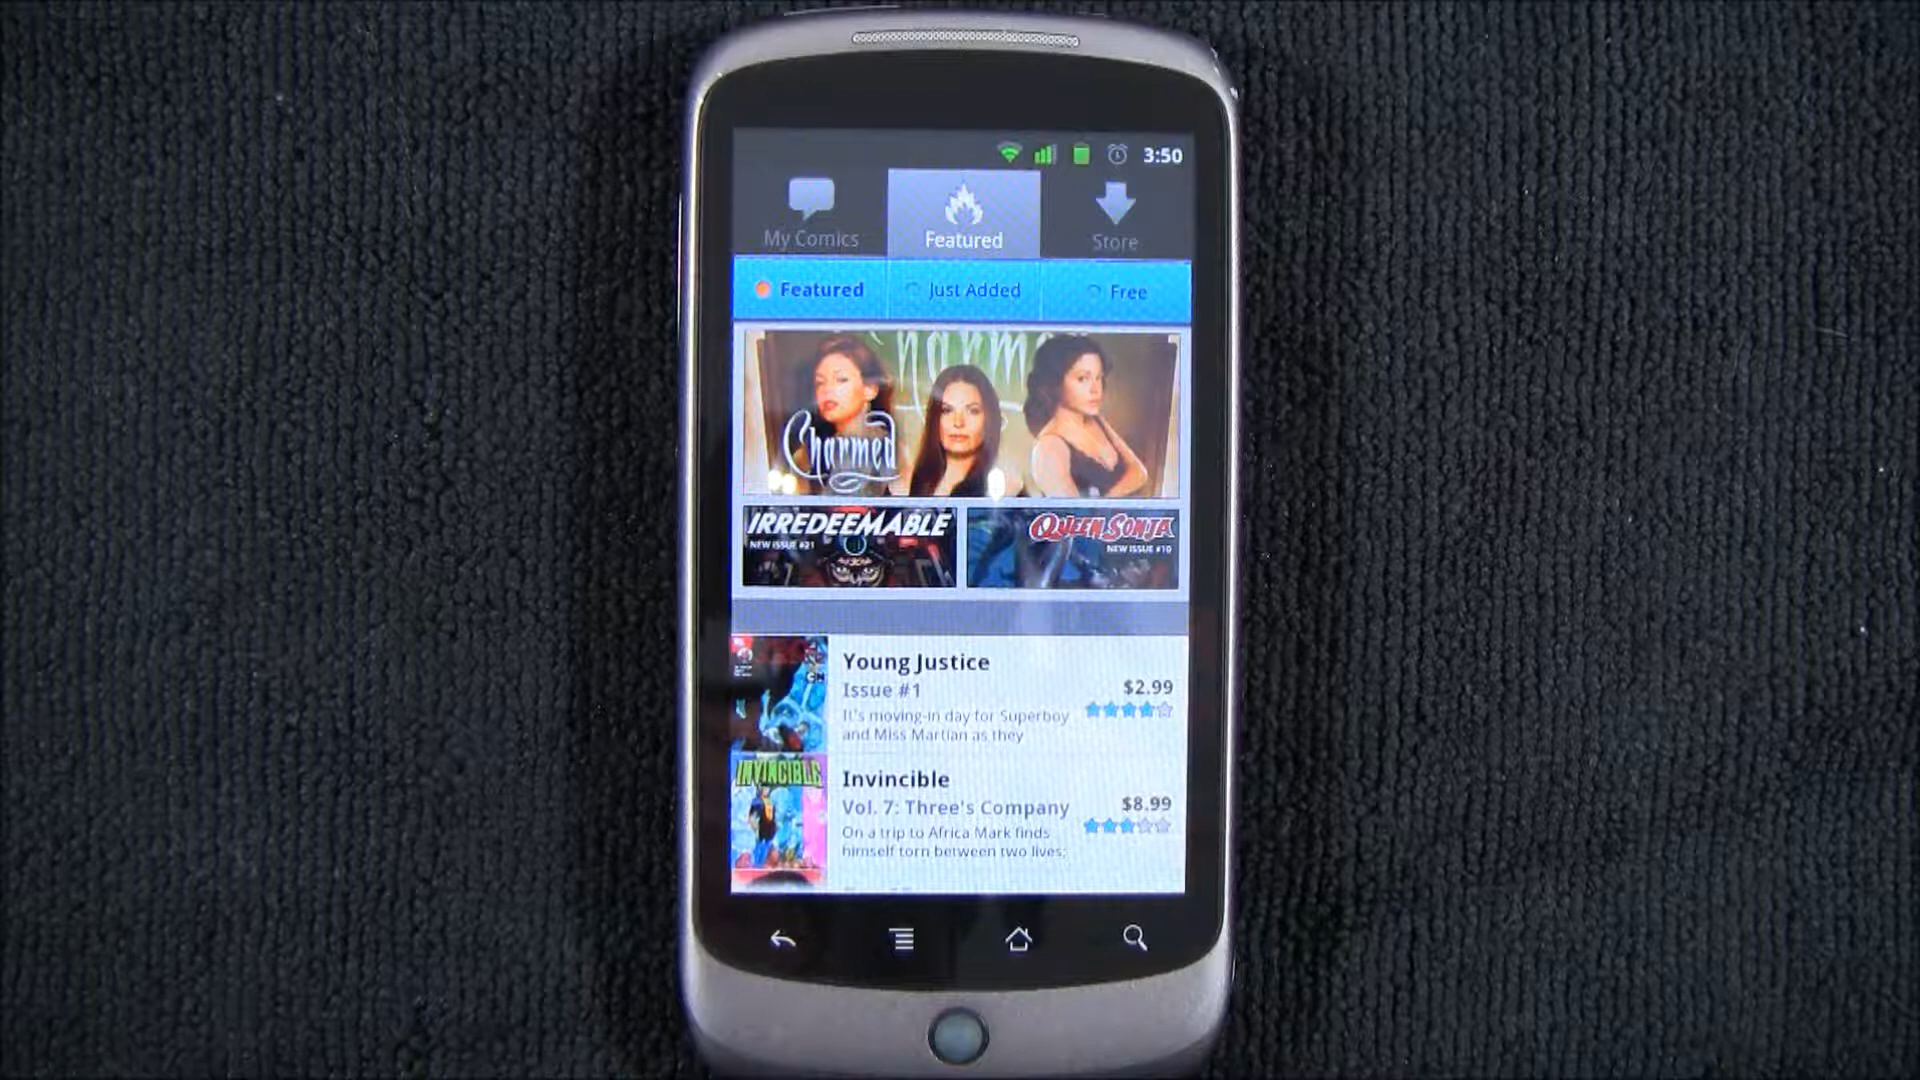 3:50
My Comics
Featured
Store
Featured
Just Added
Free
Charmed
Charmed
IRREDEEMABLE
NEW ISSUE #21
QUEEN SONJA
NEW ISSUE #10
Young Justice
Issue #1
$2.99
It's moving-in day for Superboy
and Miss Martian as they
CN
INVINCIBLE
Invincible
Vol. 7: Three's Company
$8.99
On a trip to Africa Mark finds
himself torn between two lives;